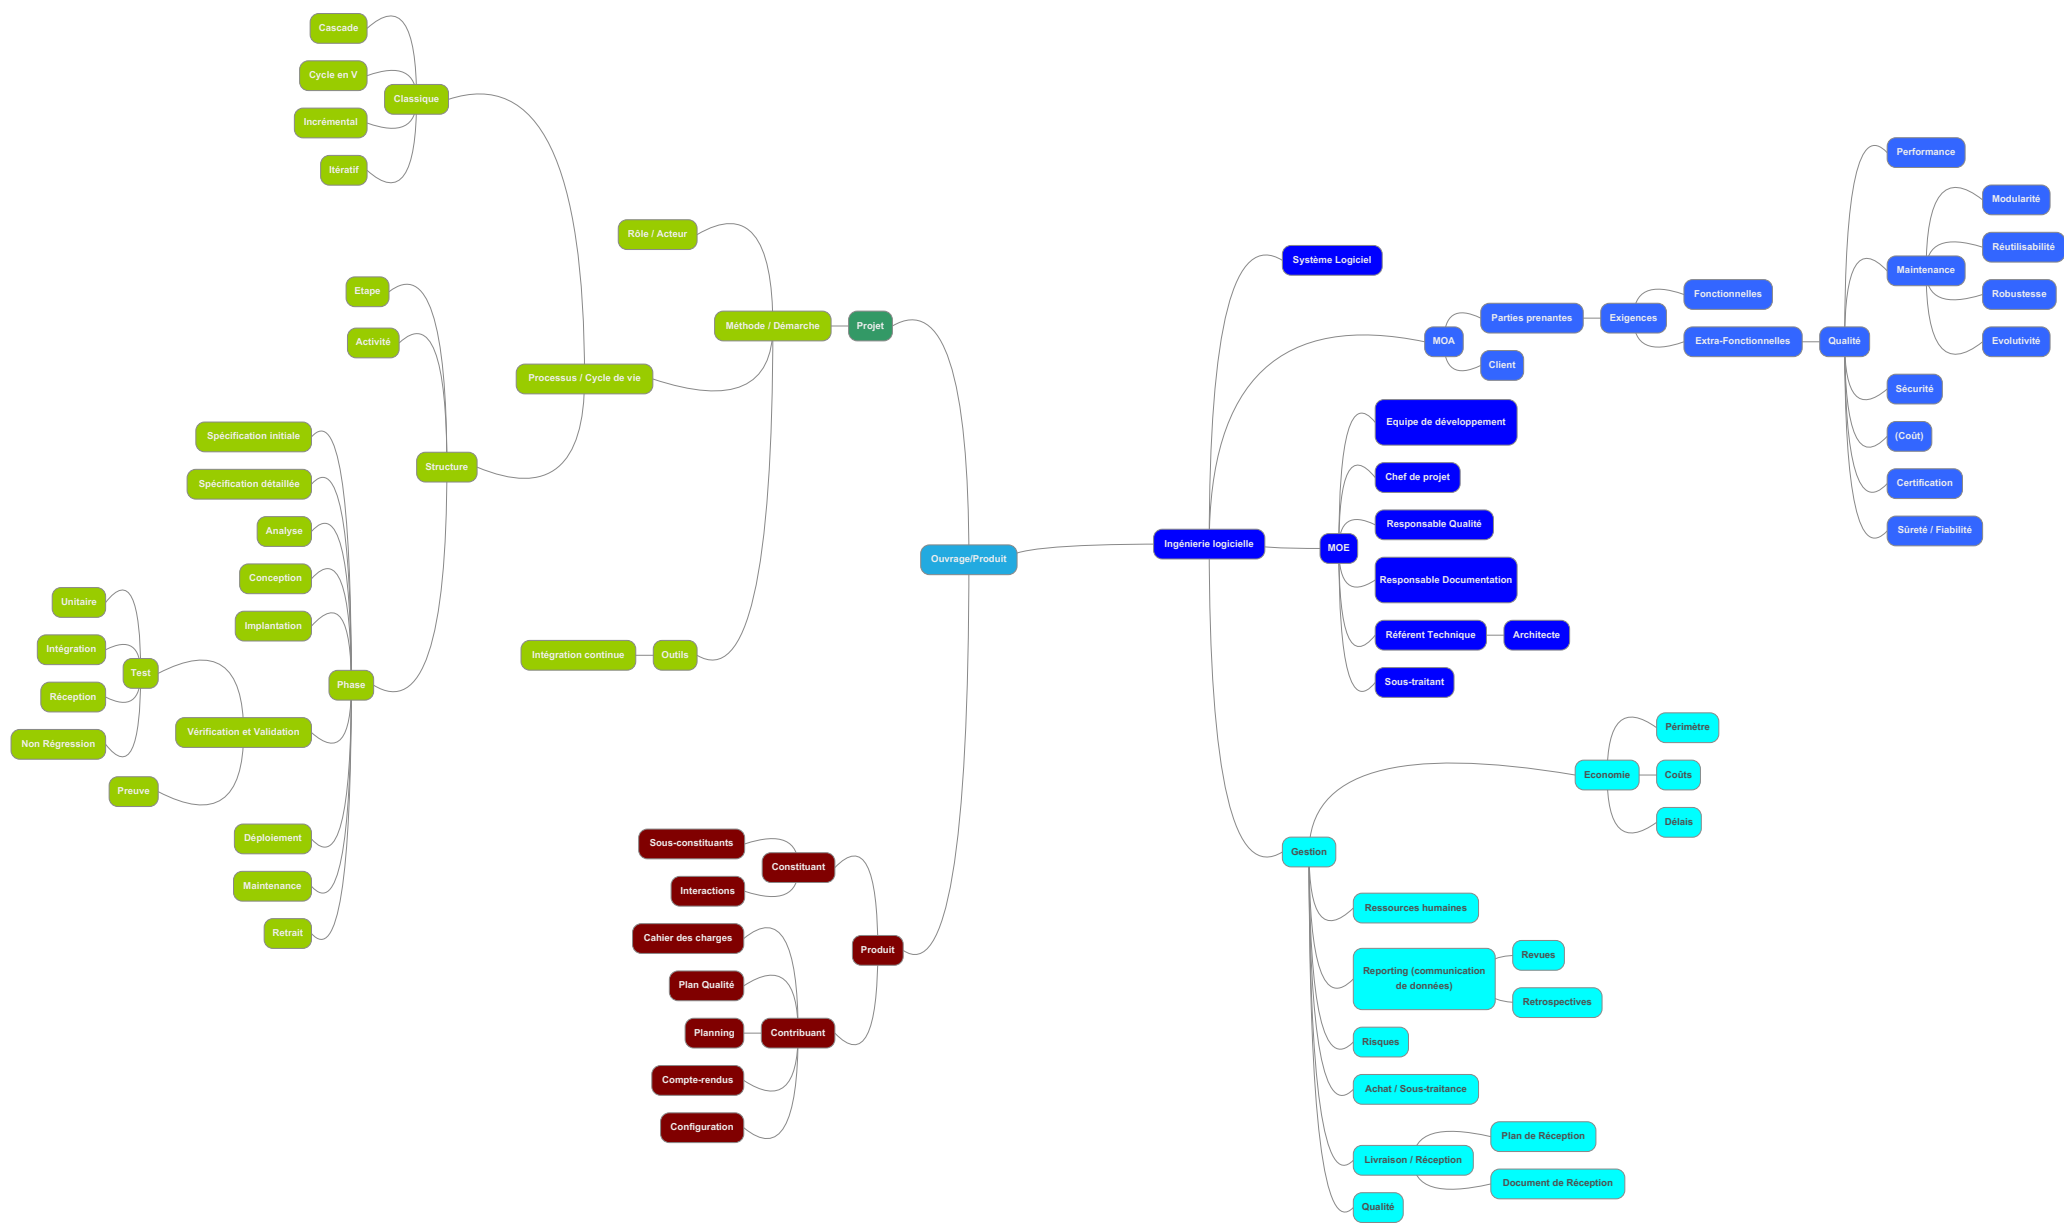 Cascade
Cycle en V
Classique
Incrémental
Itératif
Rôle / Acteur
Etape
Activité
Méthode / Démarche
Projet
Processus / Cycle de vie
Spécification initiale
Spécification détaillée
Structure
Analyse
Conception
Implantation
Unitaire
Intégration
Test
Réception
Non Régression
Phase
Vérification et Validation
Preuve
Déploiement
Maintenance
Retrait
Intégration continue
Outils
Ouvrage/Produit
Sous-constituants
Constituant
Interactions
Cahier des charges
Produit
Plan Qualité
Planning
Contribuant
Compte-rendus
Configuration
Ingénierie logicielle
Système Logiciel
MOA
Parties prenantes
Client
Exigences
Fonctionnelles
Extra-Fonctionnelles
Qualité
Performance
Maintenance
Modularité
Réutilisabilité
Robustesse
Evolutivité
Sécurité
(Coût)
Certification
Sûreté / Fiabilité
MOE
Equipe de développement
Chef de projet
Responsable Qualité
Responsable Documentation
Référent Technique
Architecte
Sous-traitant
Gestion
Economie
Périmètre
Coûts
Délais
Ressources humaines
Reporting (communication
de données)
Revues
Retrospectives
Risques
Achat / Sous-traitance
Livraison / Réception
Plan de Réception
Document de Réception
Qualité